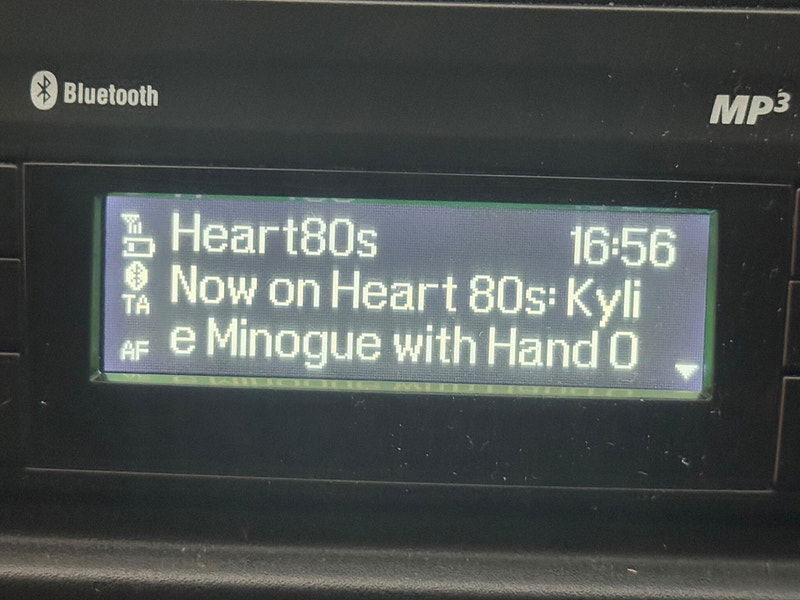 Bluetooth
MP3
Heart80s 16:56
TA Now on Heart 80s: Kyli
AF e Minogue with Hand O